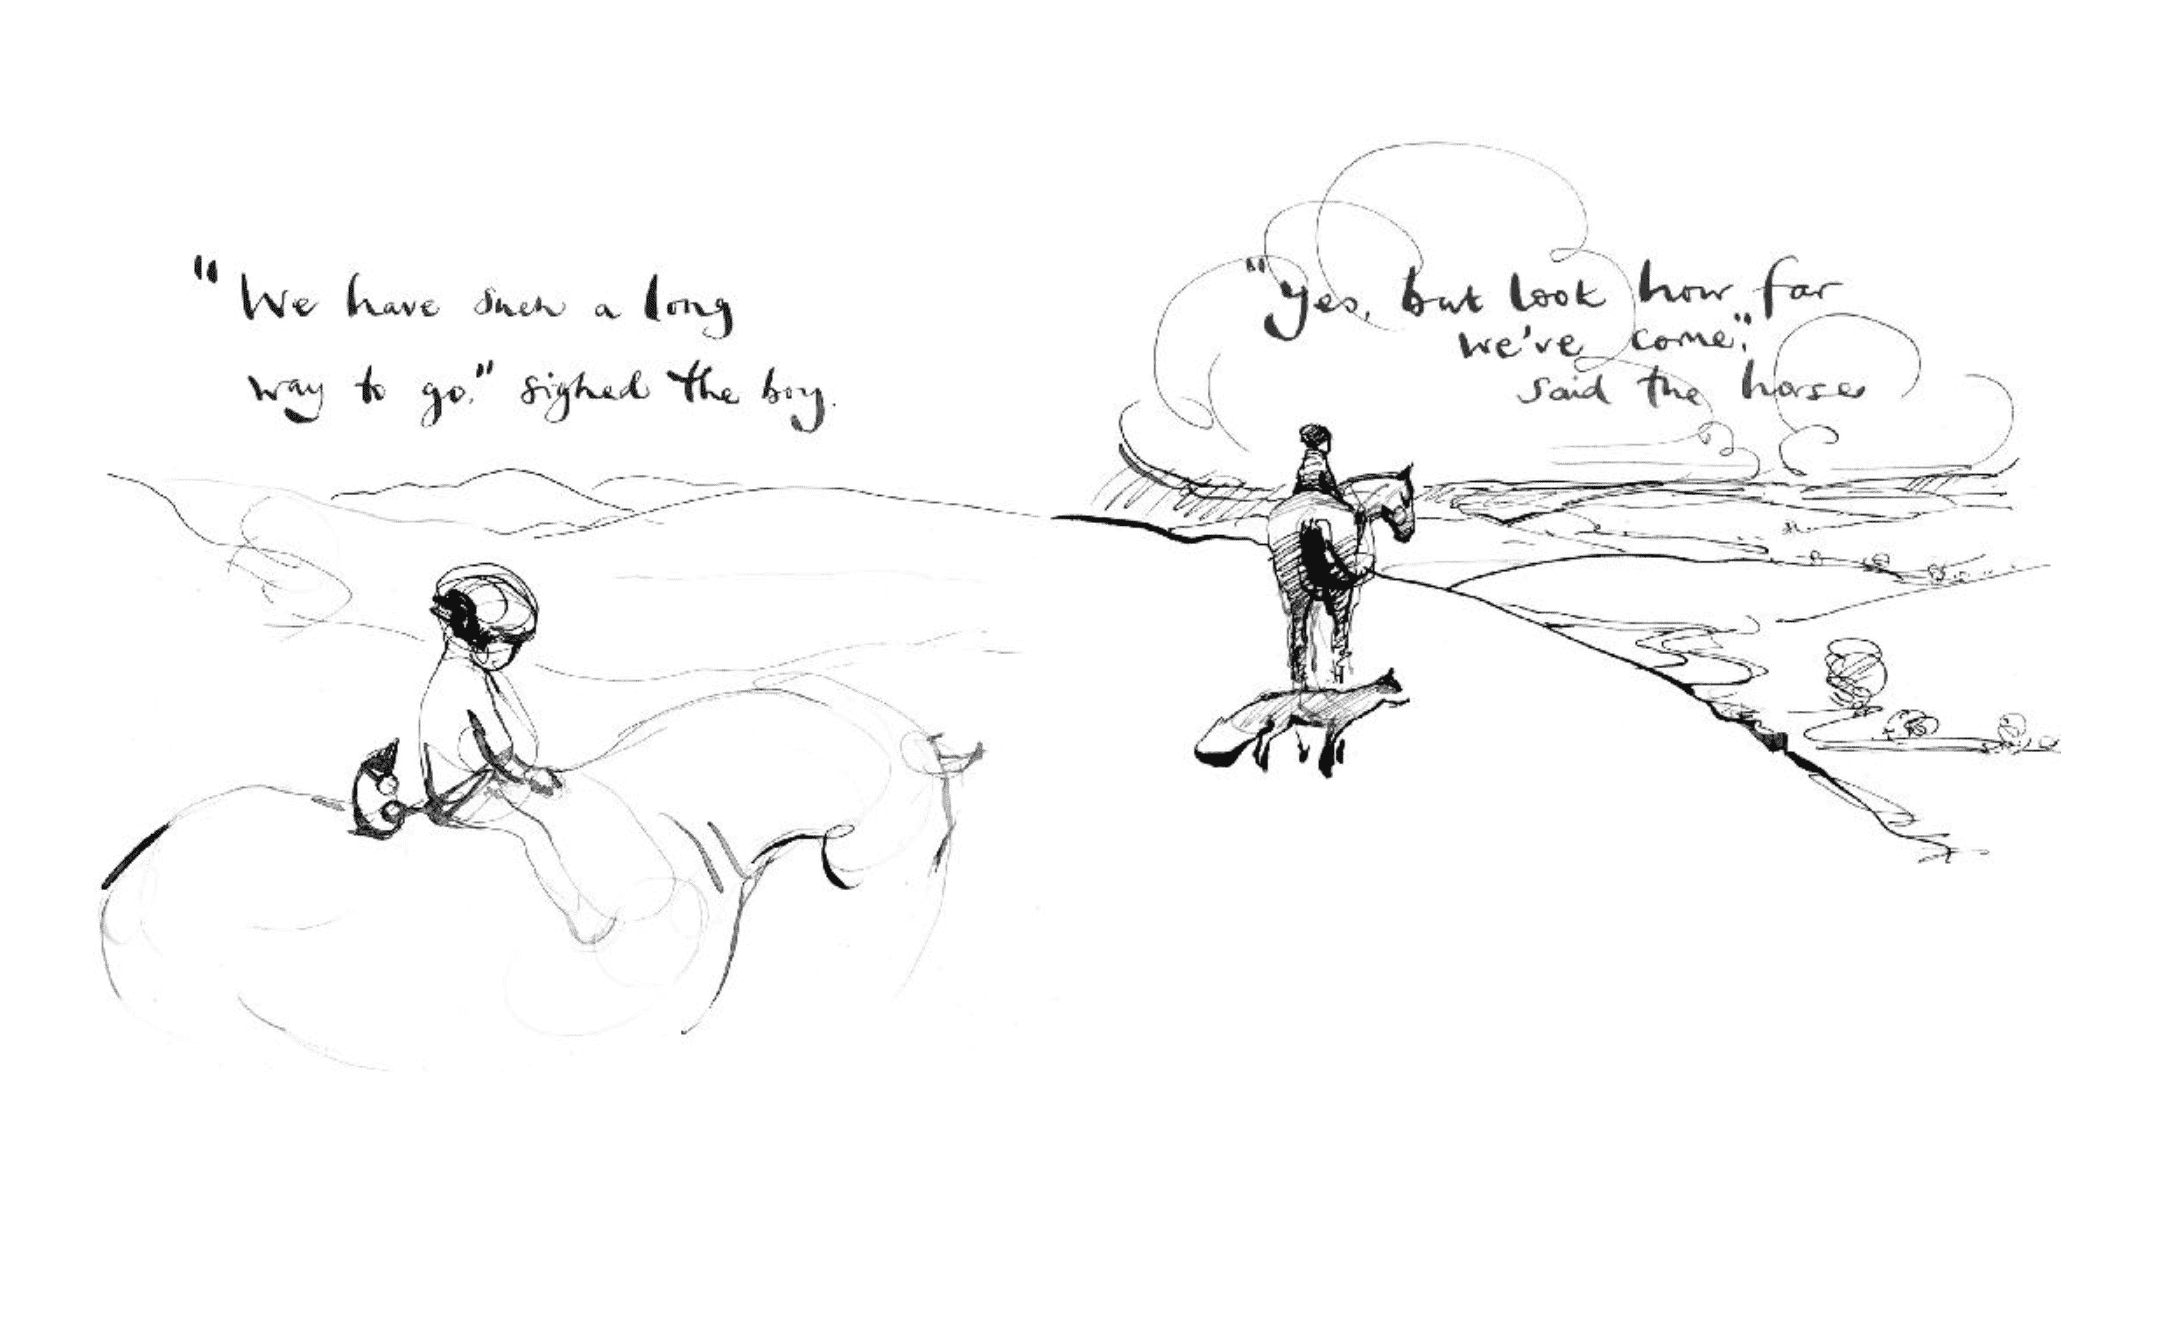 "We have such a long
way to go," sighed the boy.
"Yes, but look how far
we've come,"
said the horse